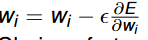 w_i = w_i − ϵ ∂E/∂w_i